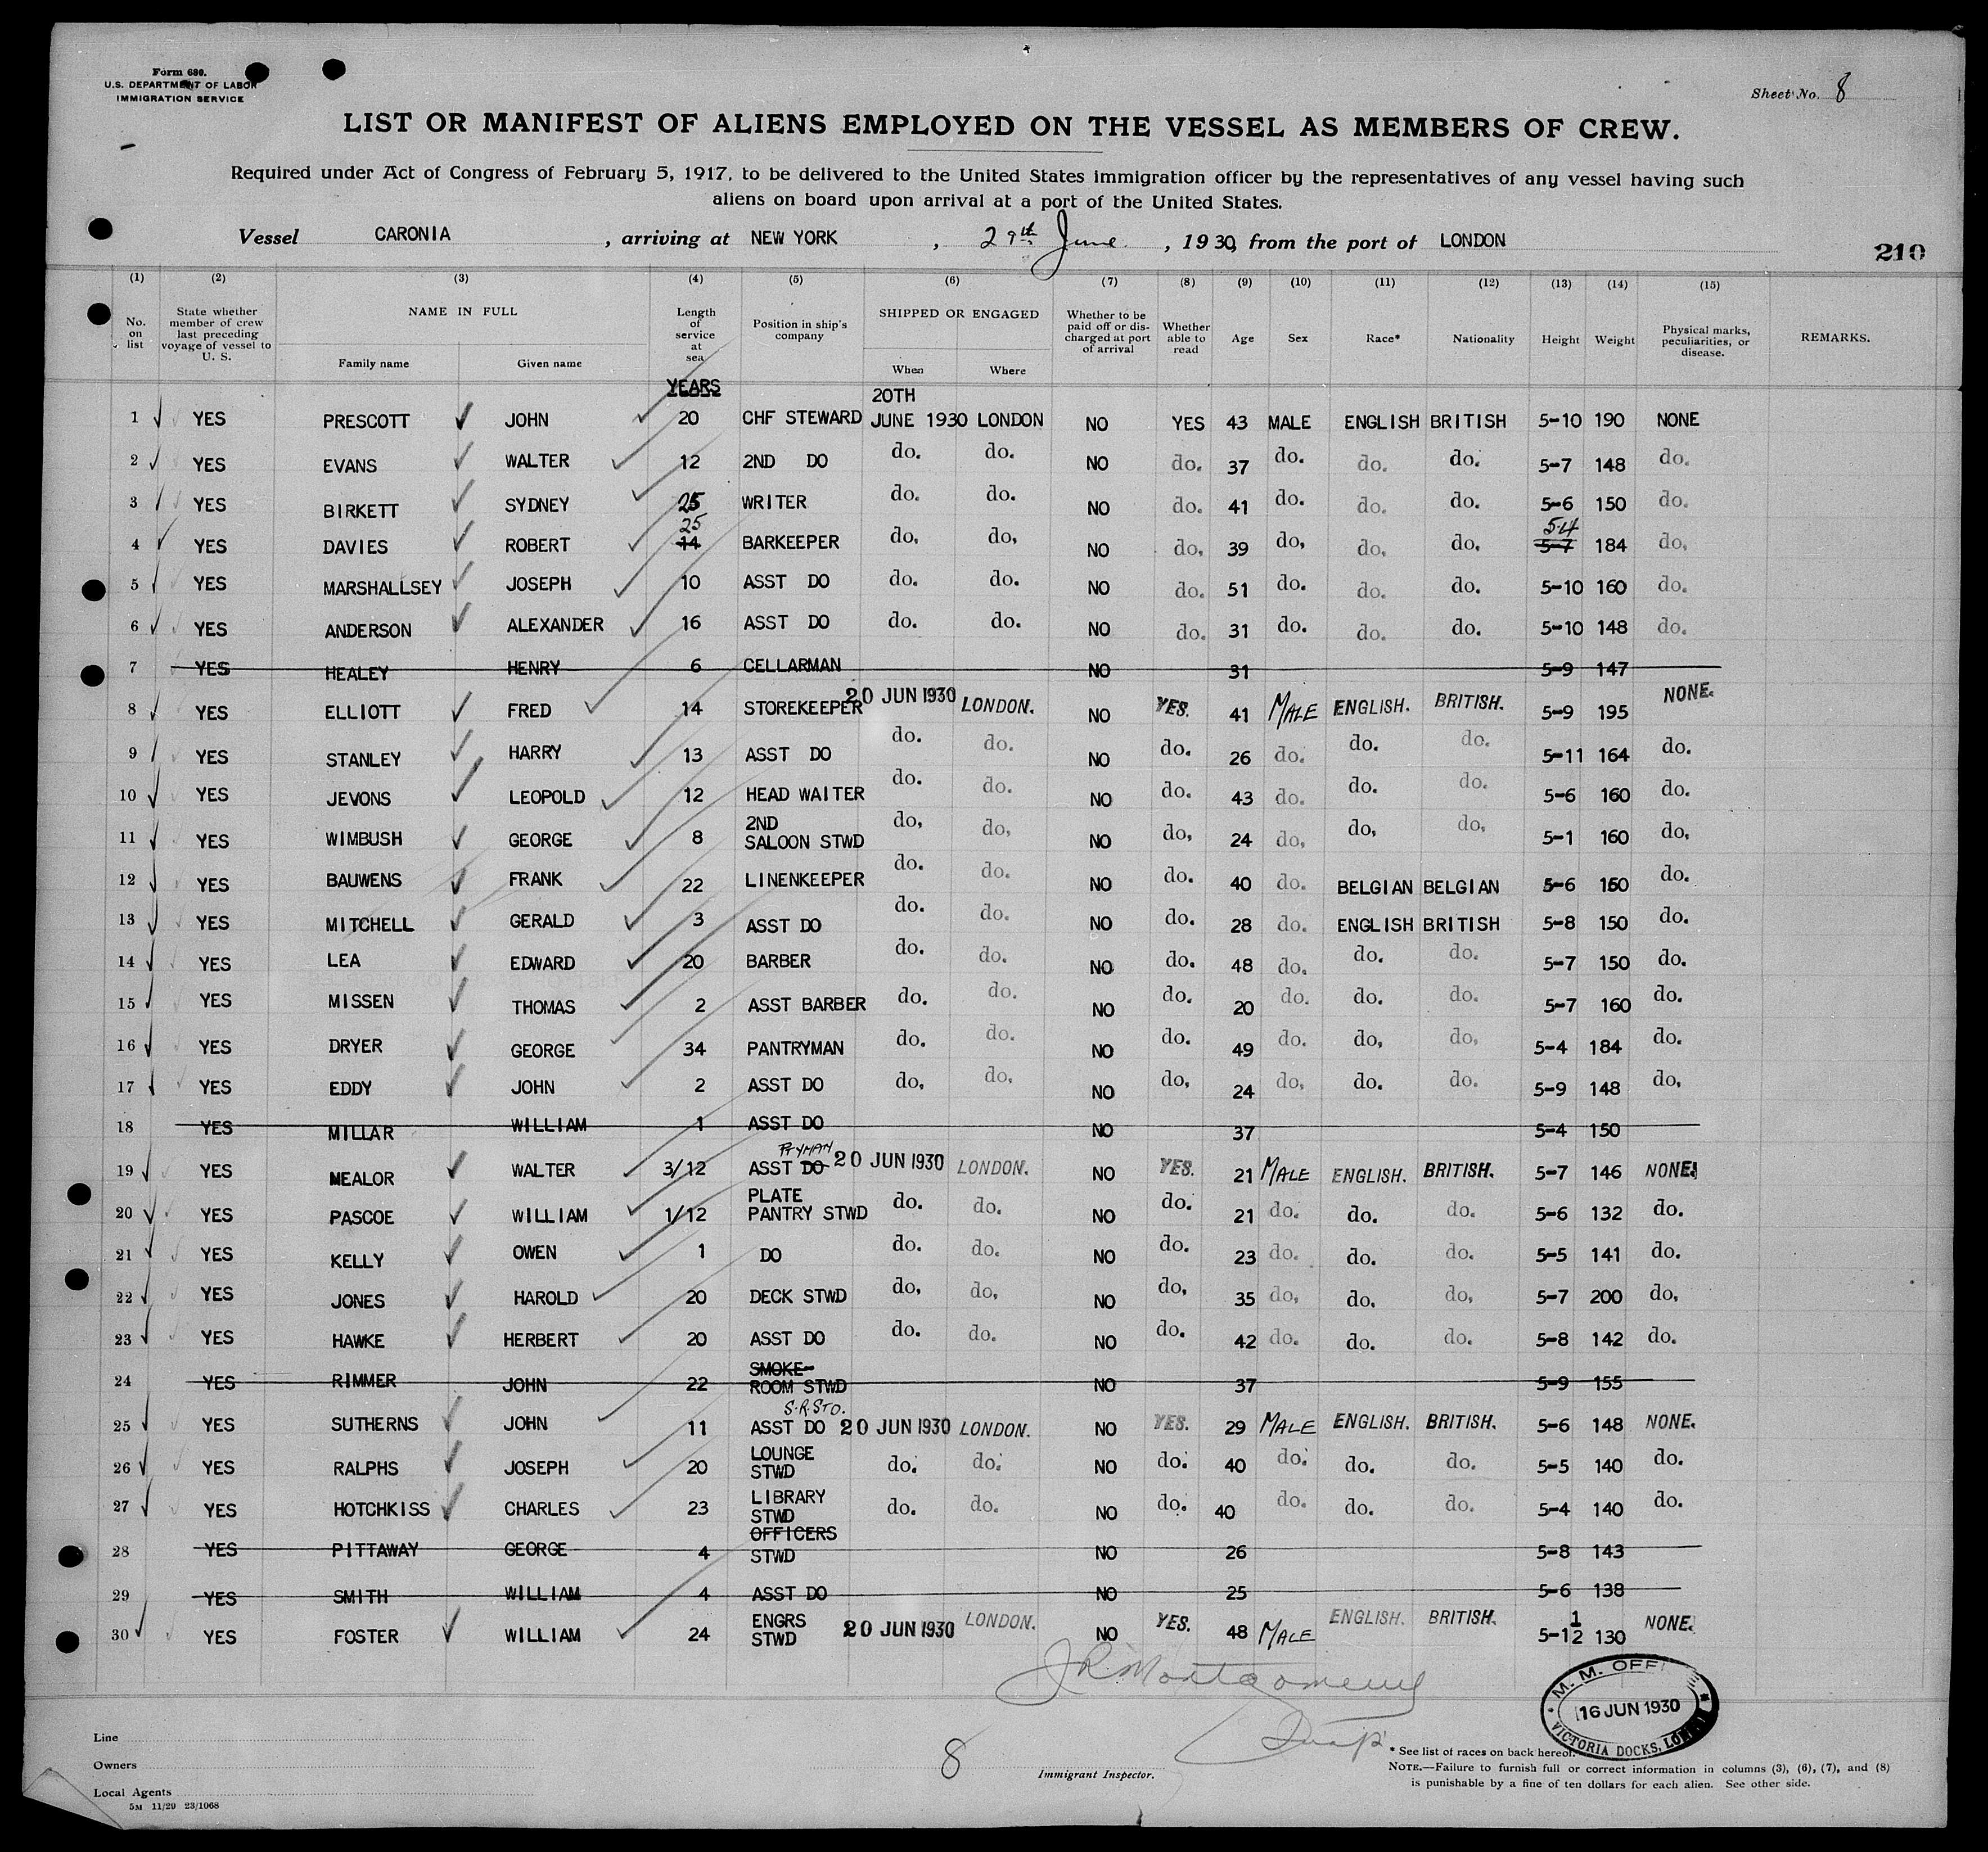 Form 680.
U.S. DEPARTMENT OF LABOR
IMMIGRATION SERVICE
Sheet No. 8
LIST OR MANIFEST OF ALIENS EMPLOYED ON THE VESSEL AS MEMBERS OF CREW.
Required under Act of Congress of February 5, 1917, to be delivered to the United States immigration officer by the representatives of any vessel having such
aliens on board upon arrival at a port of the United States.
Vessel CARONIA, arriving at NEW YORK, 29th June, 1930, from the port of LONDON
210
(1) (2) (3) (4) (5) (6) (7) (8) (9) (10) (11) (12) (13) (14) (15)
No. on list State whether member of crew last preceding voyage of vessel to U. S. NAME IN FULL Family name Given name Length of service at sea Position in ship's company SHIPPED OR ENGAGED When Where Whether to be paid off or discharged at port of arrival Whether able to read Age Sex Race* Nationality Height Weight Physical marks, peculiarities, or disease. REMARKS.
YEARS 20TH
1 YES PRESCOTT JOHN 20 CHF STEWARD JUNE 1930 LONDON NO YES 43 MALE ENGLISH BRITISH 5-10 190 NONE
2 YES EVANS WALTER 12 2ND DO do. do. NO do. 37 do. do. do. 5-7 148 do.
3 YES BIRKETT SYDNEY 25 WRITER do. do. NO do. 41 do. do. do. 5-6 150 do.
25 5-4
4 YES DAVIES ROBERT 14 BARKEEPER do, do, NO do, 39 do, do, do, 5-7 184 do,
5 YES MARSHALLSEY JOSEPH 10 ASST DO do. do. NO do. 51 do. do. do. 5-10 160 do.
6 YES ANDERSON ALEXANDER 16 ASST DO do. do. NO do. 31 do. do. do. 5-10 148 do.
7 YES HEALEY HENRY 6 CELLARMAN NO 31 5-9 147
8 YES ELLIOTT FRED 14 STOREKEEPER 20 JUN 1930 LONDON. NO YES. 41 MALE ENGLISH. BRITISH. 5-9 195 NONE.
9 YES STANLEY HARRY 13 ASST DO do. do. NO do. 26 do. do. do. 5-11 164 do.
10 YES JEVONS LEOPOLD 12 HEAD WAITER do. do. NO do. 43 do. do. do. 5-6 160 do.
2ND
11 YES WIMBUSH GEORGE 8 SALOON STWD do, do, NO do, 24 do, do, do, 5-1 160 do,
12 YES BAUWENS FRANK 22 LINENKEEPER do. do. NO do. 40 do. BELGIAN BELGIAN 5-6 150 do.
13 YES MITCHELL GERALD 3 ASST DO do. do. NO do. 28 do. ENGLISH BRITISH 5-8 150 do.
14 YES LEA EDWARD 20 BARBER do. do. NO do. 48 do. do. do. 5-7 150 do.
15 YES MISSEN THOMAS 2 ASST BARBER do. do. NO do. 20 do. do. do. 5-7 160 do.
16 YES DRYER GEORGE 34 PANTRYMAN do. do. NO do. 49 do. do, do, 5-4 184 do.
17 YES EDDY JOHN 2 ASST DO do, do, NO do, 24 do, do. do. 5-9 148 do,
18 YES MILLAR WILLIAM 1 ASST DO NO 37 5-4 150
PTYMAN
19 YES MEALOR WALTER 3/12 ASST DO 20 JUN 1930 LONDON. NO YES. 21 MALE ENGLISH. BRITISH. 5-7 146 NONE.
PLATE
20 YES PASCOE WILLIAM 1/12 PANTRY STWD do. do. NO do. 21 do. do. do. 5-6 132 do.
21 YES KELLY OWEN 1 DO do. do. NO do. 23 do. do. do. 5-5 141 do.
22 YES JONES HAROLD 20 DECK STWD do, do, NO do, 35 do, do, do, 5-7 200 do,
23 YES HAWKE HERBERT 20 ASST DO do. do. NO do. 42 do. do. do. 5-8 142 do.
SMOKE-
24 YES RIMMER JOHN 22 ROOM STWD NO 37 5-9 155
S.R.STD.
25 YES SUTHERNS JOHN 11 ASST DO 20 JUN 1930 LONDON. NO YES. 29 MALE ENGLISH. BRITISH. 5-6 148 NONE.
LOUNGE
26 YES RALPHS JOSEPH 20 STWD do. do. NO do. 40 do. do. do. 5-5 140 do.
LIBRARY
27 YES HOTCHKISS CHARLES 23 STWD do. do. NO do. 40 do. do. do. 5-4 140 do.
OFFICERS
28 YES PITTAWAY GEORGE 4 STWD NO 26 5-8 143
29 YES SMITH WILLIAM 4 ASST DO NO 25 5-6 138
ENGRS 1
30 YES FOSTER WILLIAM 24 STWD 20 JUN 1930 LONDON. NO YES. 48 MALE ENGLISH. BRITISH. 5-12 130 NONE.
J R Montgomery
M. M. OFFICE
16 JUN 1930
VICTORIA DOCKS, LONDON
Line
Owners
Local Agents
5M 11/29 23/1068
8
Immigrant Inspector.
* See list of races on back hereof.
NOTE.—Failure to furnish full or correct information in columns (3), (6), (7), and (8)
is punishable by a fine of ten dollars for each alien. See other side.